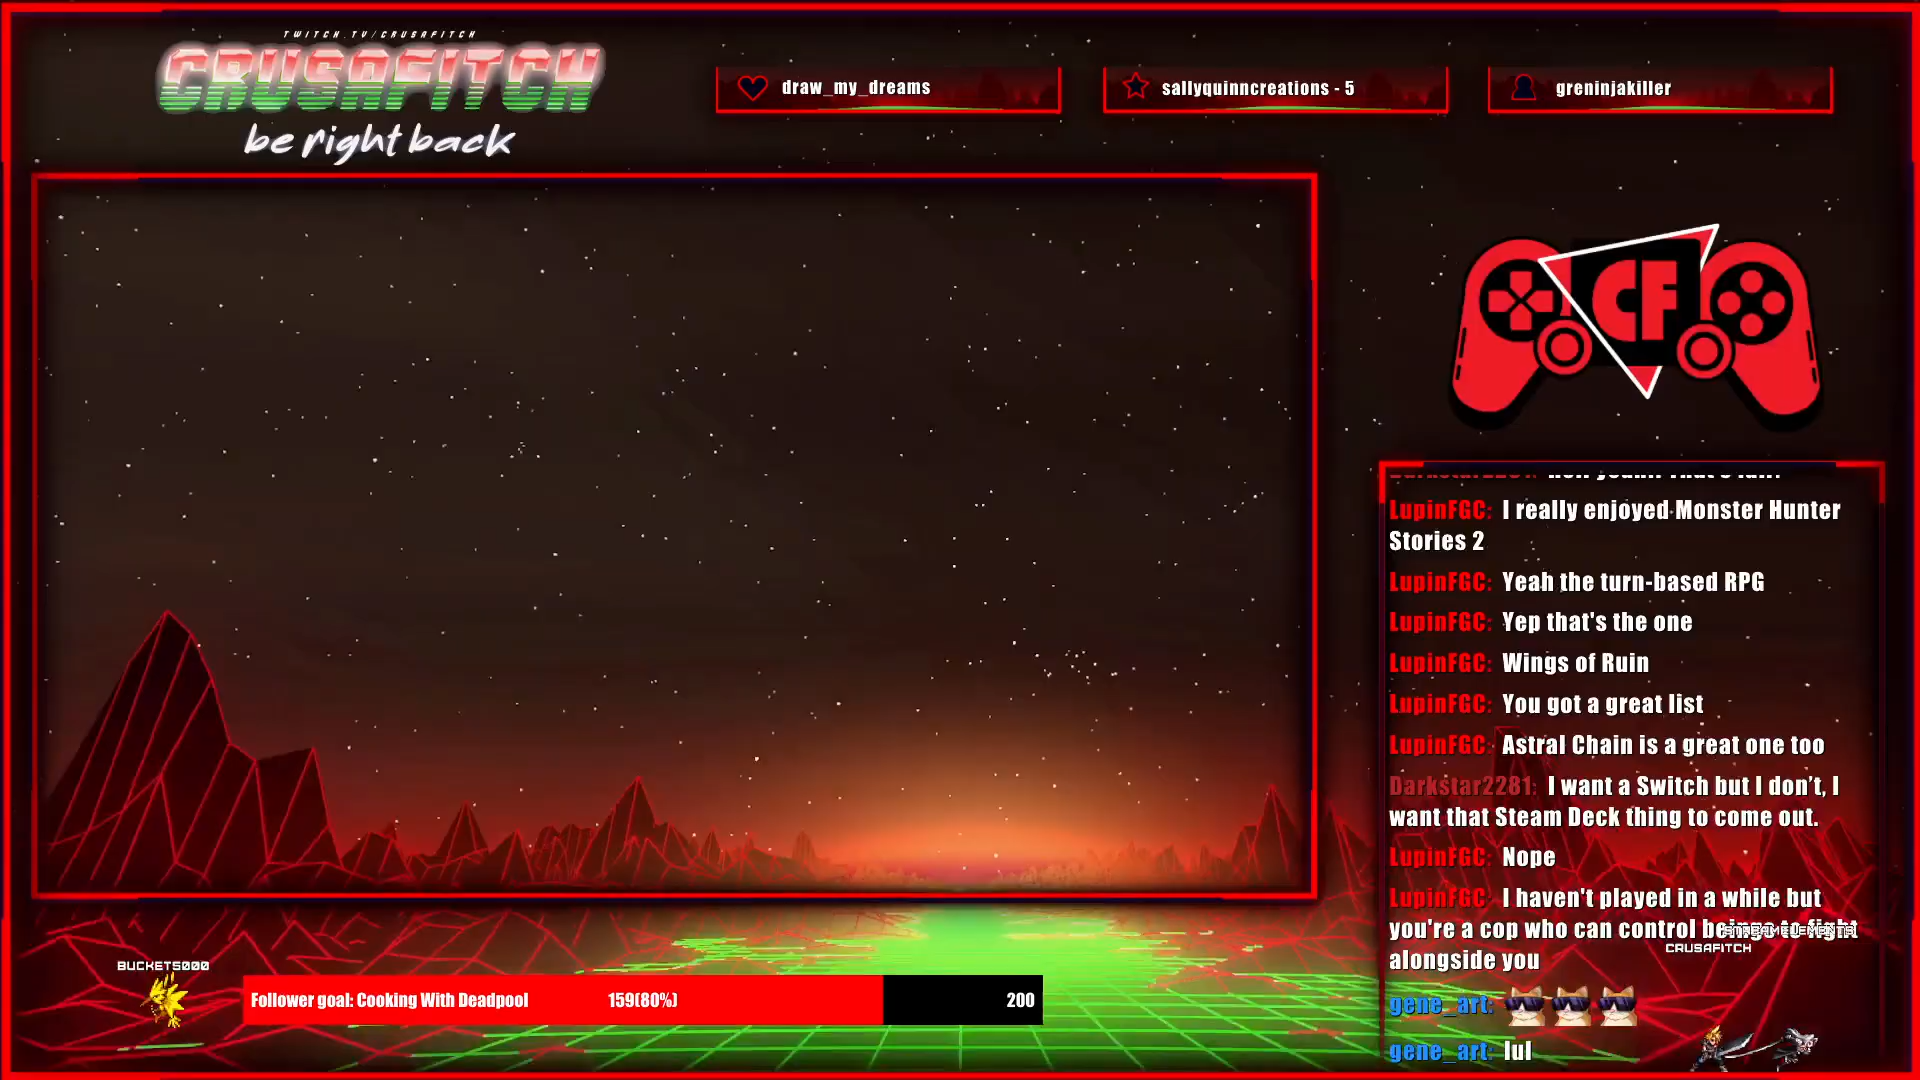 TWITCH.TV/CRUSAFITCH
CRUSAFITCH
be right back
draw_my_dreams
sallyquinncreations - 5
greninjakiller
CF
LupinFGC: I really enjoyed Monster Hunter
Stories 2
LupinFGC: Yeah the turn-based RPG
LupinFGC: Yep that's the one
LupinFGC: Wings of Ruin
LupinFGC: You got a great list
LupinFGC: Astral Chain is a great one too
Darkstar2281: I want a Switch but I don't, I
want that Steam Deck thing to come out.
LupinFGC: Nope
LupinFGC: I haven't played in a while but
you're a cop who can control beings to fight
STREAMELEMENTS
CRUSAFITCH
alongside you
gene_art:
gene_art: lul
BUCKETS000
Follower goal: Cooking With Deadpool 159(80%) 200